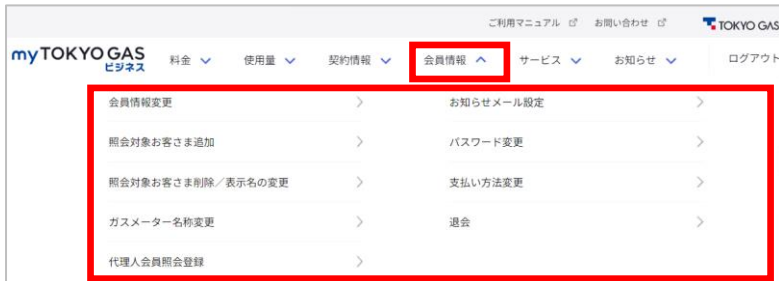 ご利用マニュアル お問い合わせ TOKYO GAS
myTOKYO GAS
ビジネス
料金 使用量 契約情報 会員情報 サービス お知らせ ログアウト
会員情報変更 お知らせメール設定
照会対象お客さま追加 パスワード変更
照会対象お客さま削除／表示名の変更 支払い方法変更
ガスメーター名称変更 退会
代理人会員照会登録